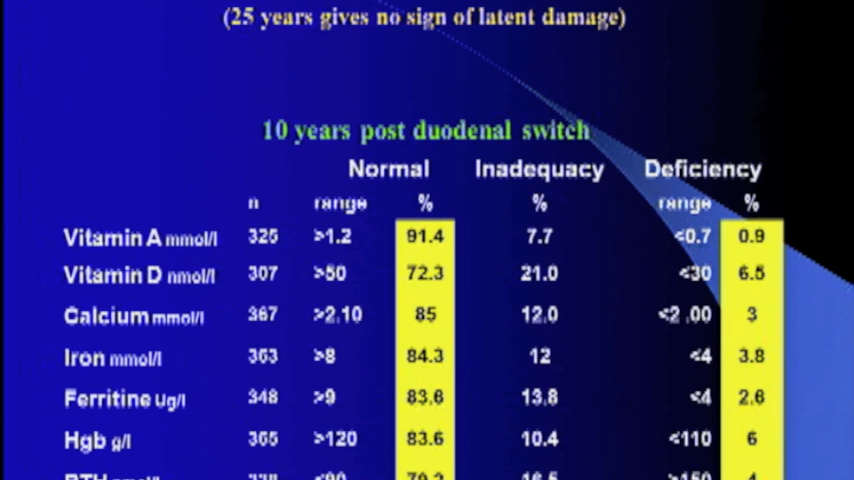 (25 years gives no sign of latent damage)
10 years post duodenal switch
Normal Inadequacy Deficiency
n range % % range %
Vitamin A mmol/l 325 >1.2 91.4 7.7 <0.7 0.9
Vitamin D nmol/l 307 >50 72.3 21.0 <30 6.5
Calcium mmol/l 367 >2.10 85 12.0 <2.00 3
Iron mmol/l 363 >8 84.3 12 <4 3.8
Ferritine ug/l 348 >9 83.6 13.8 <4 2.6
Hgb g/l 365 >120 83.6 10.4 <110 6